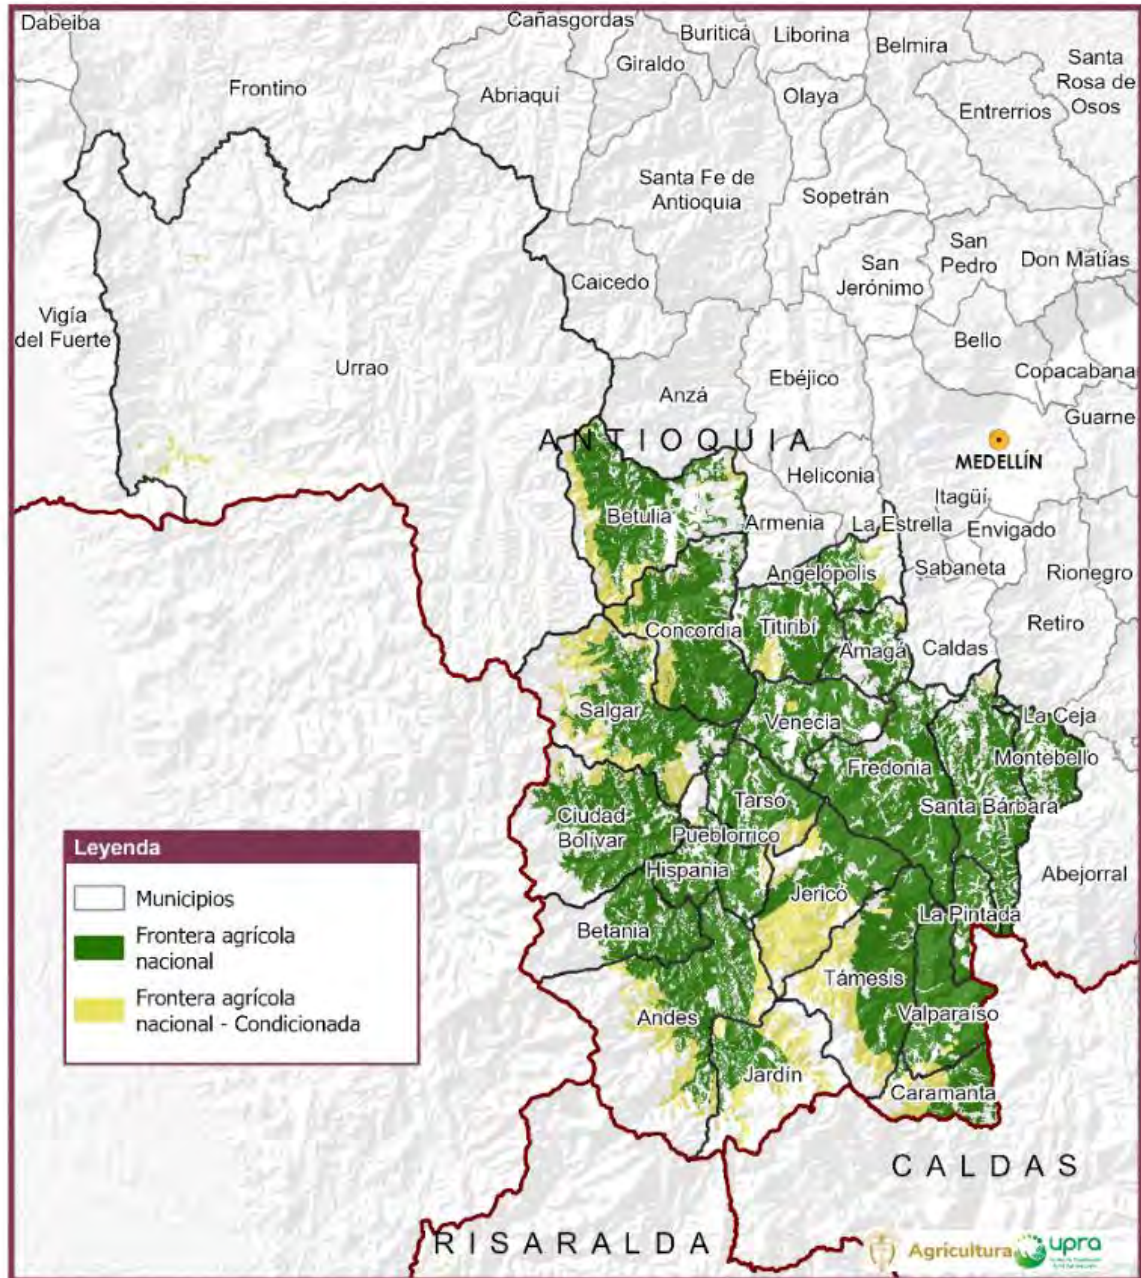 Dabeiba
Cañasgordas
Buriticá
Liborina
Belmira
Giraldo
Santa
Rosa de
Osos
Frontino
Abriaquí
Olaya
Entrerrios
Santa Fe de
Antioquia
Sopetrán
San
Pedro
Don Matías
San
Jerónimo
Caicedo
Vigía
del Fuerte
Bello
Urrao
Ebéjico
Copacabana
Anzá
Guarne
ANTIOQUIA
MEDELLÍN
Heliconia
Itagüí
Betulia
Armenia
La Estrella
Envigado
Angelópolis
Sabaneta
Rionegro
Concordia
Titiribí
Retiro
Amagá
Caldas
Salgar
Venecia
La Ceja
Fredonia
Montebello
Tarso
Santa Bárbara
Ciudad
Bolívar
Pueblorrico
Hispania
Abejorral
Jericó
La Pintada
Betania
Támesis
Andes
Valparaíso
Jardín
Caramanta
Leyenda
Municipios
Frontera agrícola
nacional
Frontera agrícola
nacional - Condicionada
CALDAS
RISARALDA
Agricultura
upra